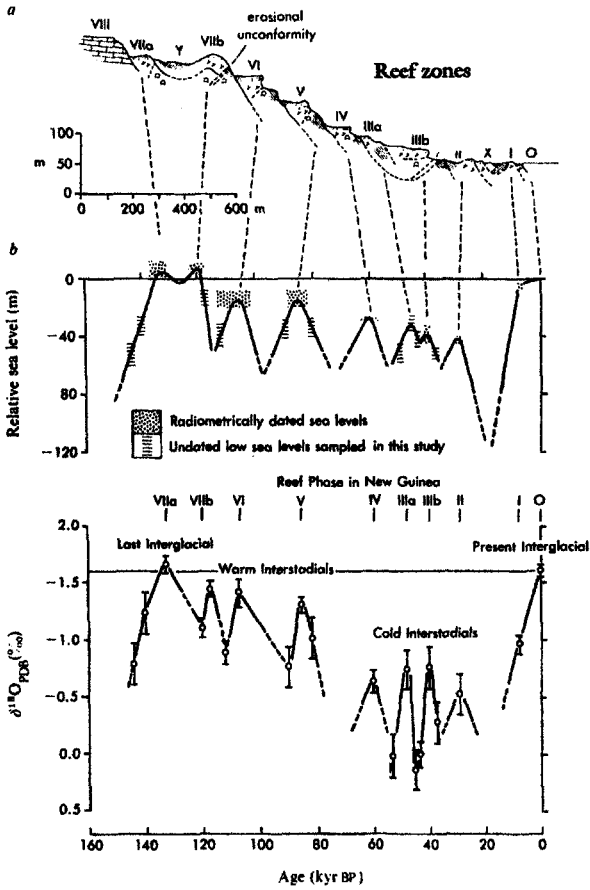 a
VIII
VIIa
Y
VIIb
erosional
unconformity
VI
V
IV
IIIa
IIIb
II
X
I
O
Reef zones
100
m 50
0
0 200 400 600 m
b
Relative sea level (m)
0
−40
80
−120
Radiometrically dated sea levels
Undated low sea levels sampled in this study
Reef Phase in New Guinea
VIIa VIIb VI V IV IIIa IIIb II I O
Last Interglacial
Present Interglacial
Warm Interstadials
Cold Interstadials
δ¹⁸O PDB (‰)
2.0
−1.5
−1.0
−0.5
0.0
0.5
160 140 120 100 80 60 40 20 0
Age (kyr BP)